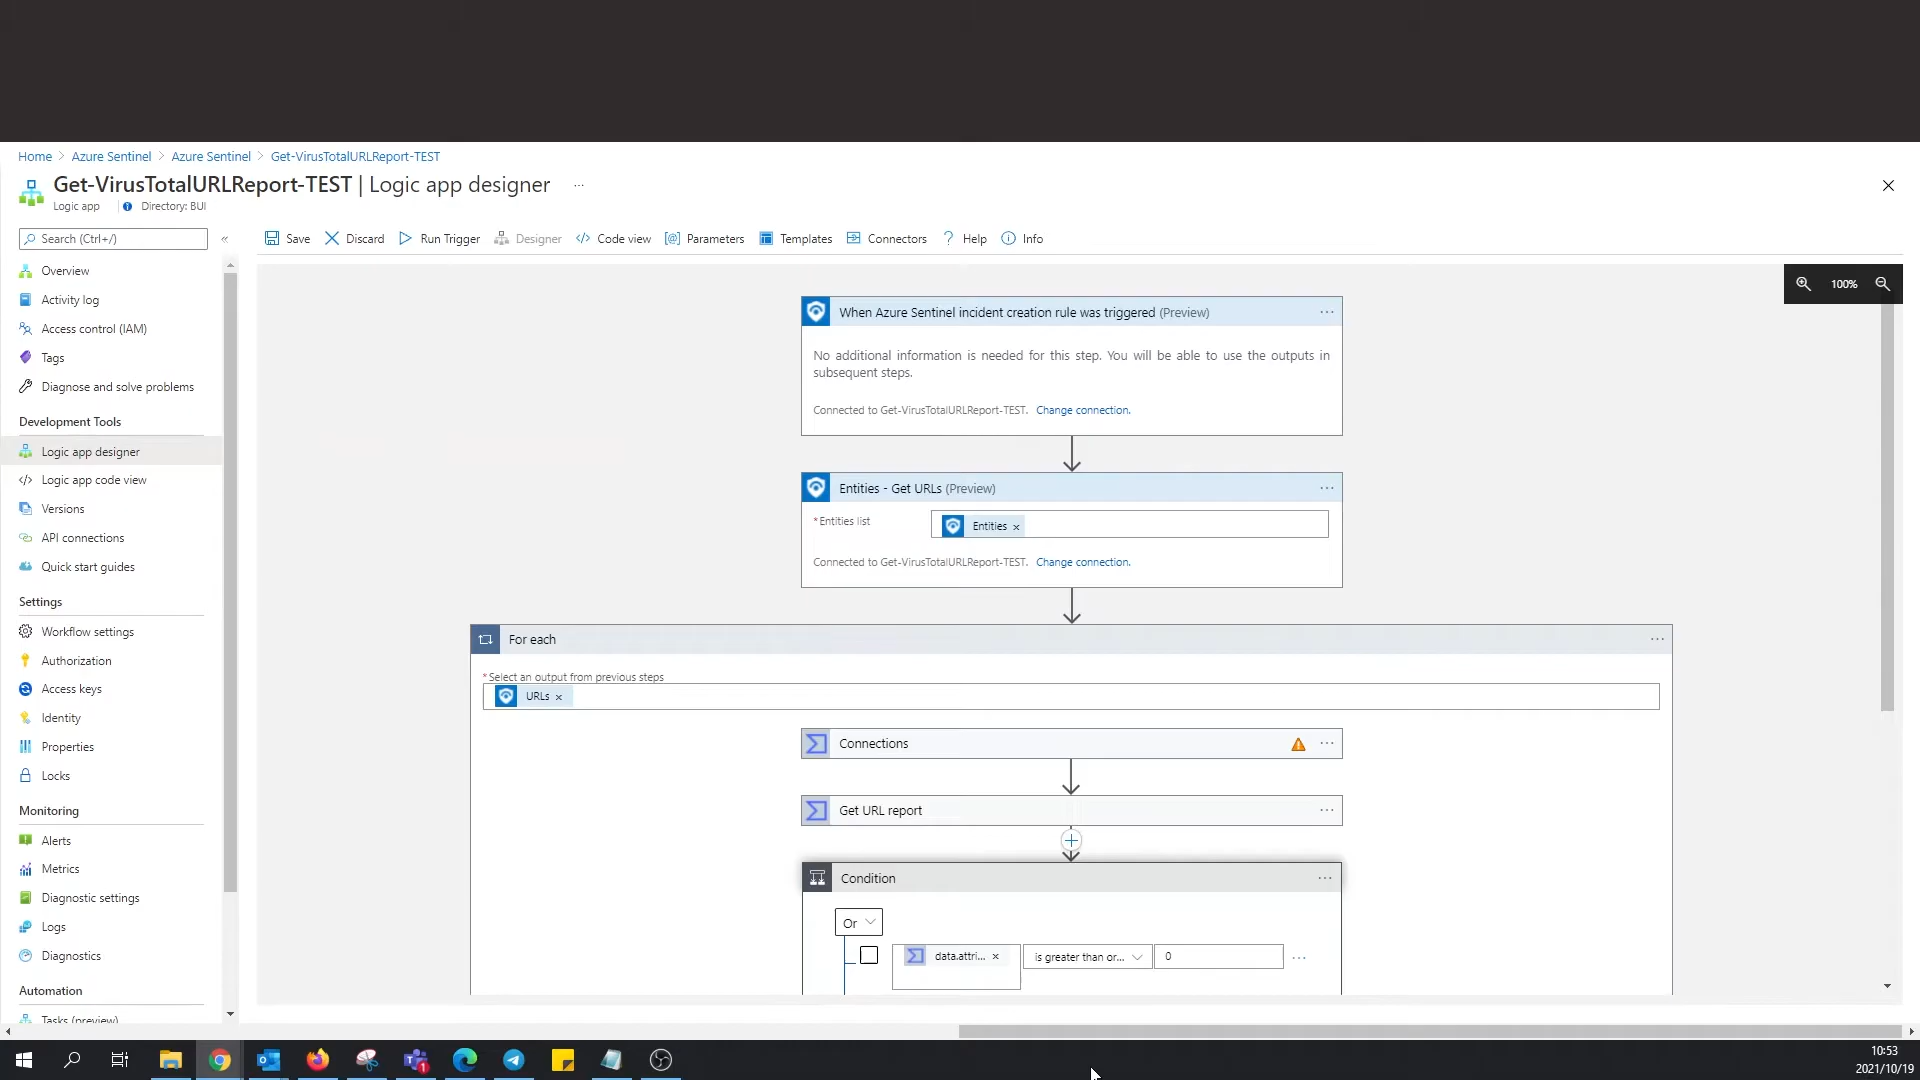 Home > Azure Sentinel > Azure Sentinel > Get-VirusTotalURLReport-TEST
Get-VirusTotalURLReport-TEST | Logic app designer ...
Logic app
Directory: BUI
Search (Ctrl+/)
«
Save
Discard
Run Trigger
Designer
Code view
Parameters
Templates
Connectors
Help
Info
Overview
Activity log
Access control (IAM)
Tags
Diagnose and solve problems
Development Tools
Logic app designer
Logic app code view
Versions
API connections
Quick start guides
Settings
Workflow settings
Authorization
Access keys
Identity
Properties
Locks
Monitoring
Alerts
Metrics
Diagnostic settings
Logs
Diagnostics
Automation
Tasks (preview)
100%
When Azure Sentinel incident creation rule was triggered (Preview)
No additional information is needed for this step. You will be able to use the outputs in
subsequent steps.
Connected to Get-VirusTotalURLReport-TEST. Change connection.
Entities - Get URLs (Preview)
*Entities list
Entities ×
Connected to Get-VirusTotalURLReport-TEST. Change connection.
For each
*Select an output from previous steps
URLs ×
Connections
Get URL report
Condition
Or
data.attri... ×
is greater than or...
0
1
10:53
2021/10/19